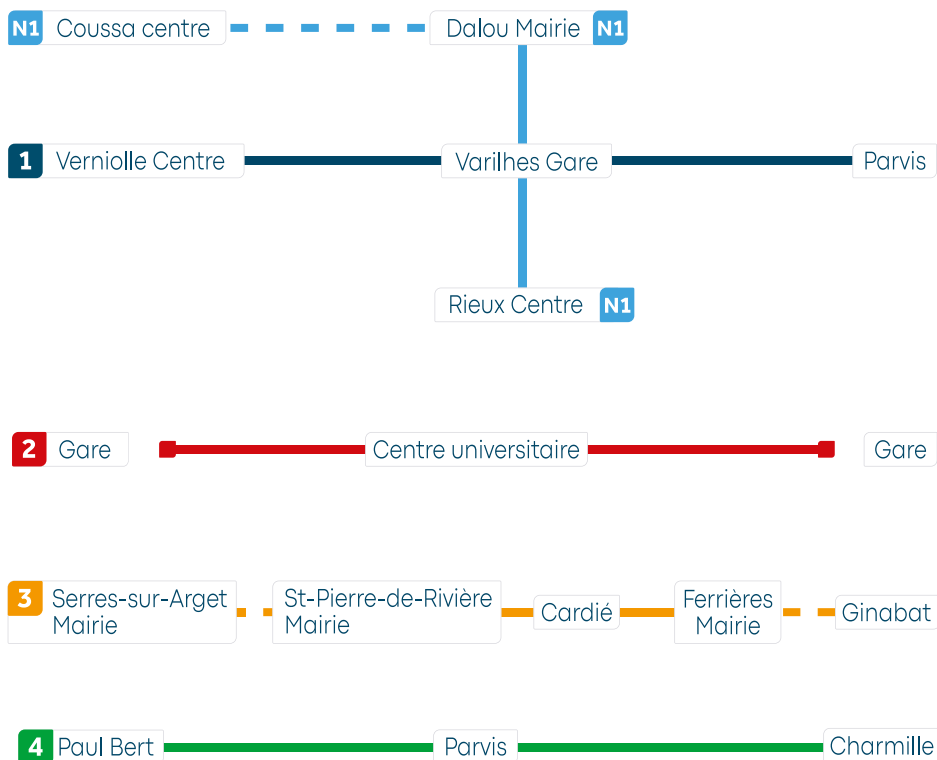 N1 Coussa centre Dalou Mairie N1
1 Verniolle Centre Varilhes Gare Parvis
Rieux Centre N1
2 Gare Centre universitaire Gare
3 Serres-sur-Arget
Mairie
St-Pierre-de-Rivière
Mairie
Cardié
Ferrières
Mairie
Ginabat
4 Paul Bert Parvis Charmille